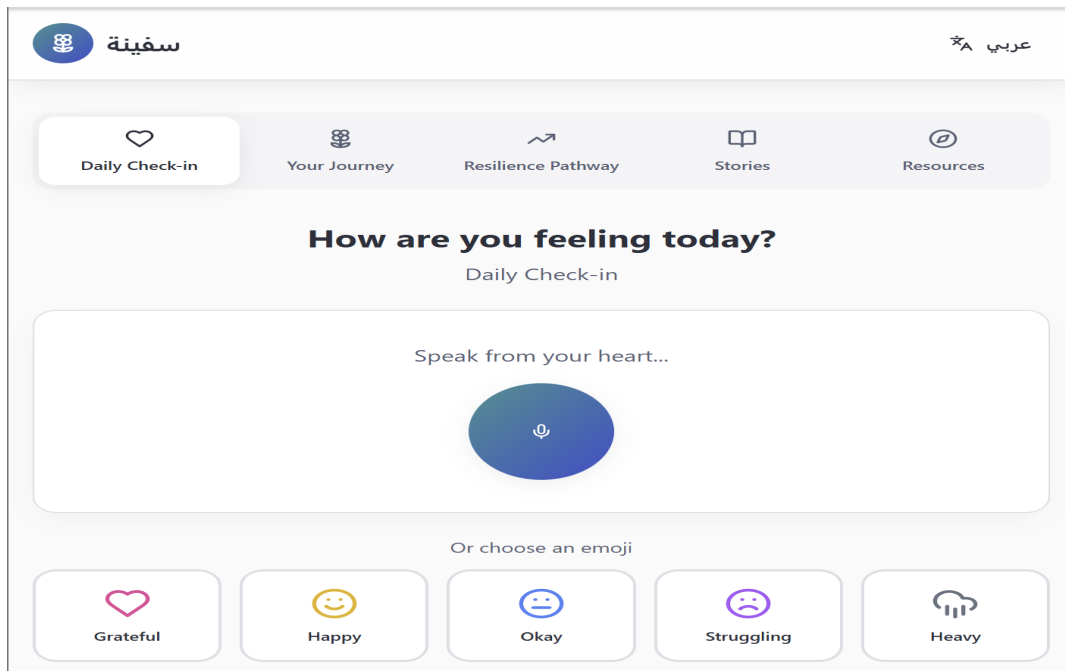 سفينة
عربي
Daily Check-in
Your Journey
Resilience Pathway
Stories
Resources
How are you feeling today?
Daily Check-in
Speak from your heart...
Or choose an emoji
Grateful
Happy
Okay
Struggling
Heavy